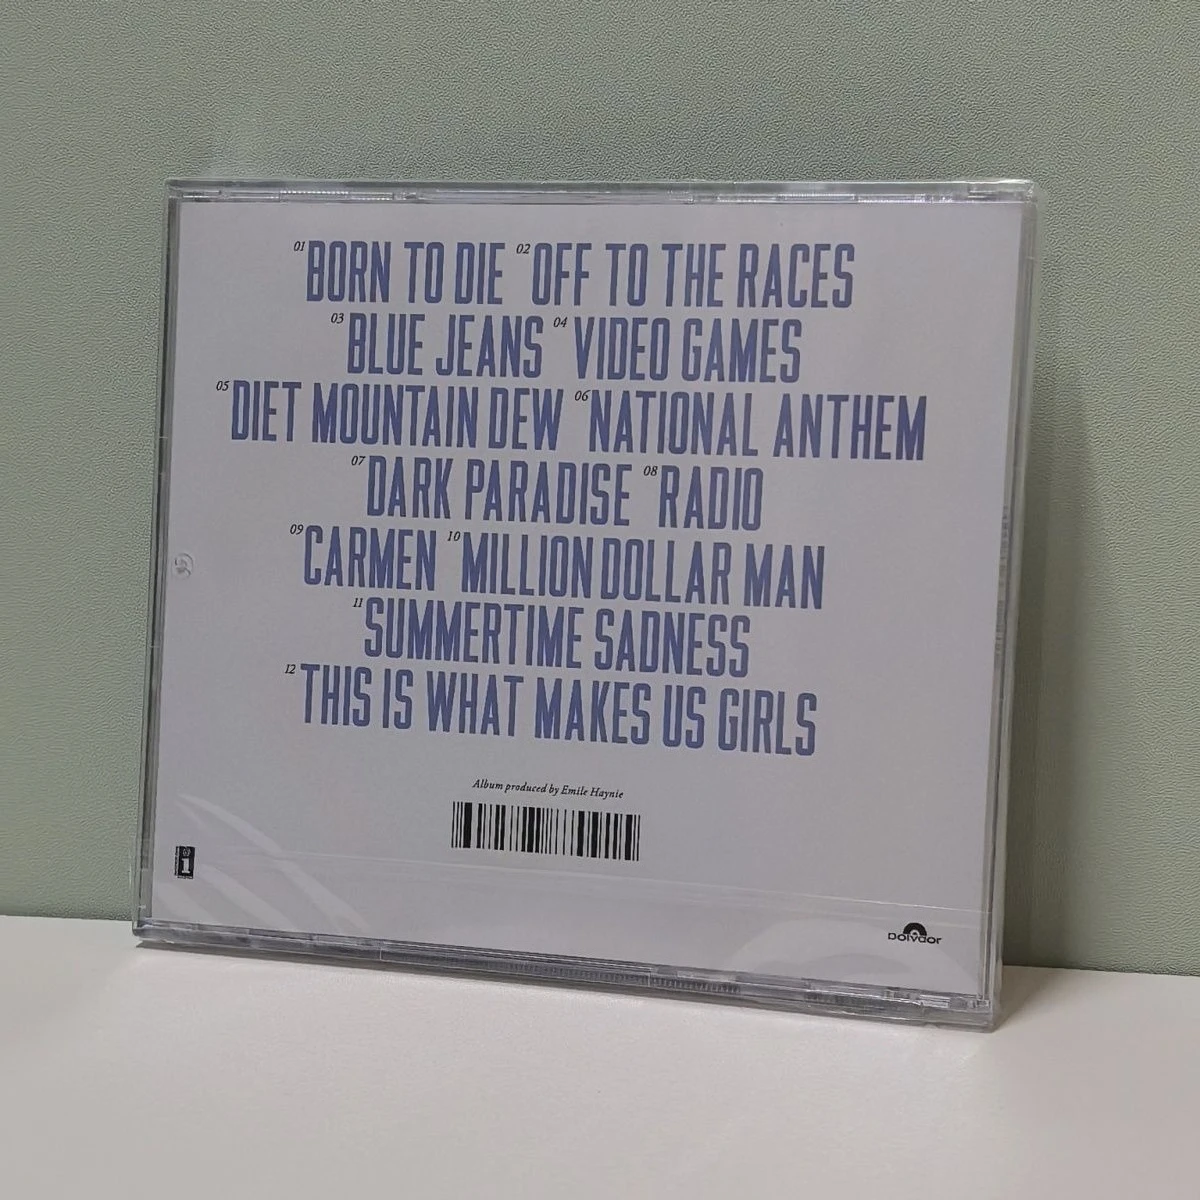 01 BORN TO DIE 02 OFF TO THE RACES
03 BLUE JEANS 04 VIDEO GAMES
05 DIET MOUNTAIN DEW 06 NATIONAL ANTHEM
07 DARK PARADISE 08 RADIO
09 CARMEN 10 MILLION DOLLAR MAN
11 SUMMERTIME SADNESS
12 THIS IS WHAT MAKES US GIRLS
Album produced by Emile Haynie
i
Polydor